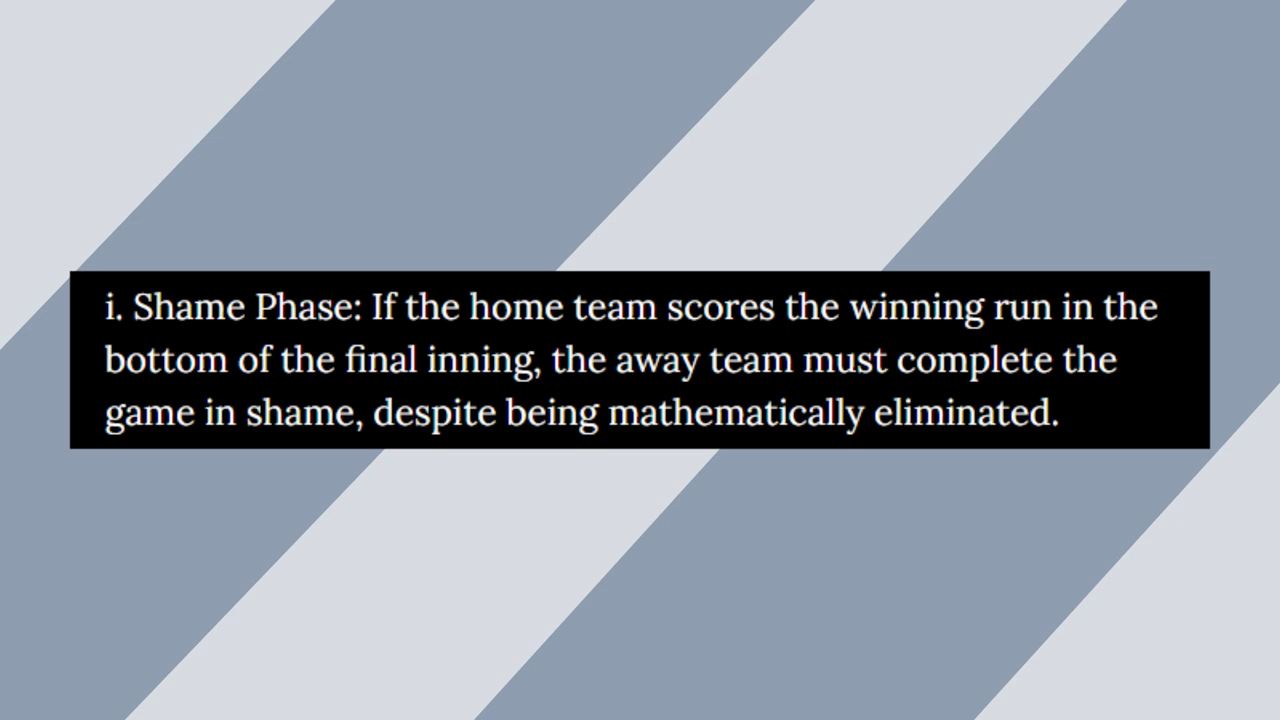 i. Shame Phase: If the home team scores the winning run in the
bottom of the final inning, the away team must complete the
game in shame, despite being mathematically eliminated.